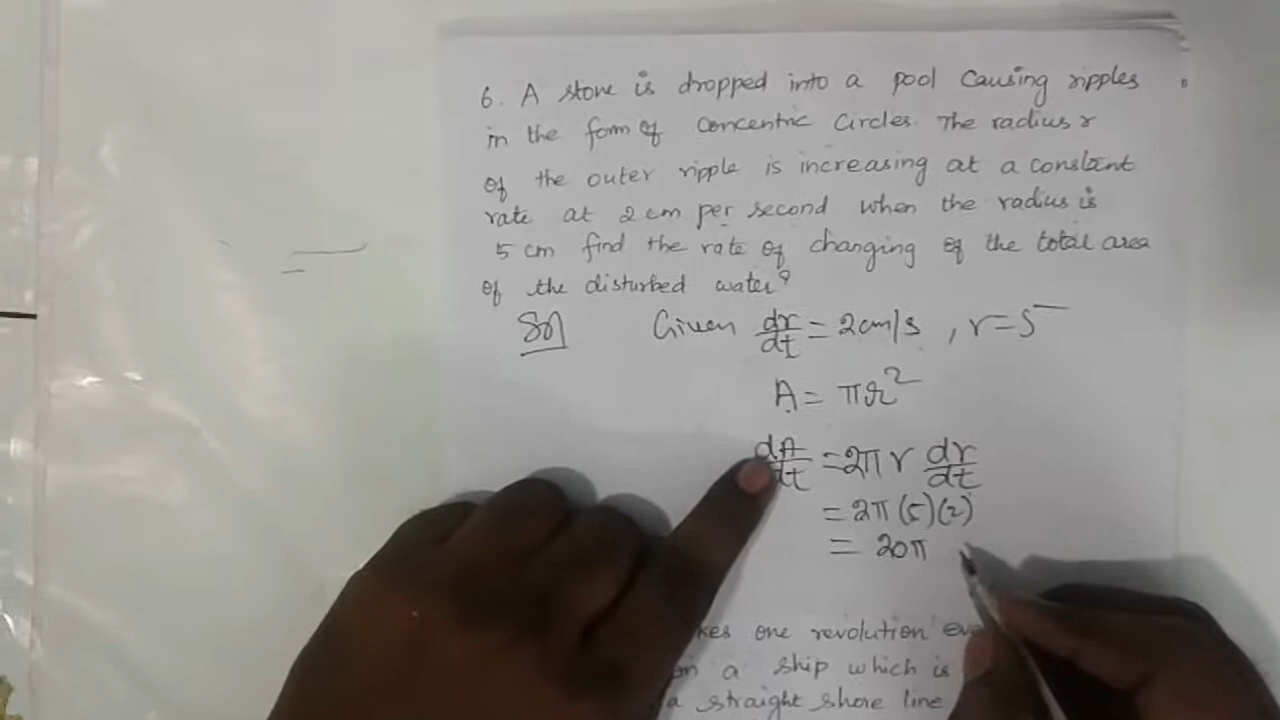 6. A stone is dropped into a pool causing ripples
in the form of concentric circles. The radius r
of the outer ripple is increasing at a constant
rate at 2 cm per second when the radius is
5 cm find the rate of changing of the total area
of the disturbed water?
Sol Given dr/dt = 2cm/s , r=5
A = πr²
dA/dt = 2πr dr/dt
= 2π(5)(2)
= 20π
one revolution
a ship which is
a straight shore line